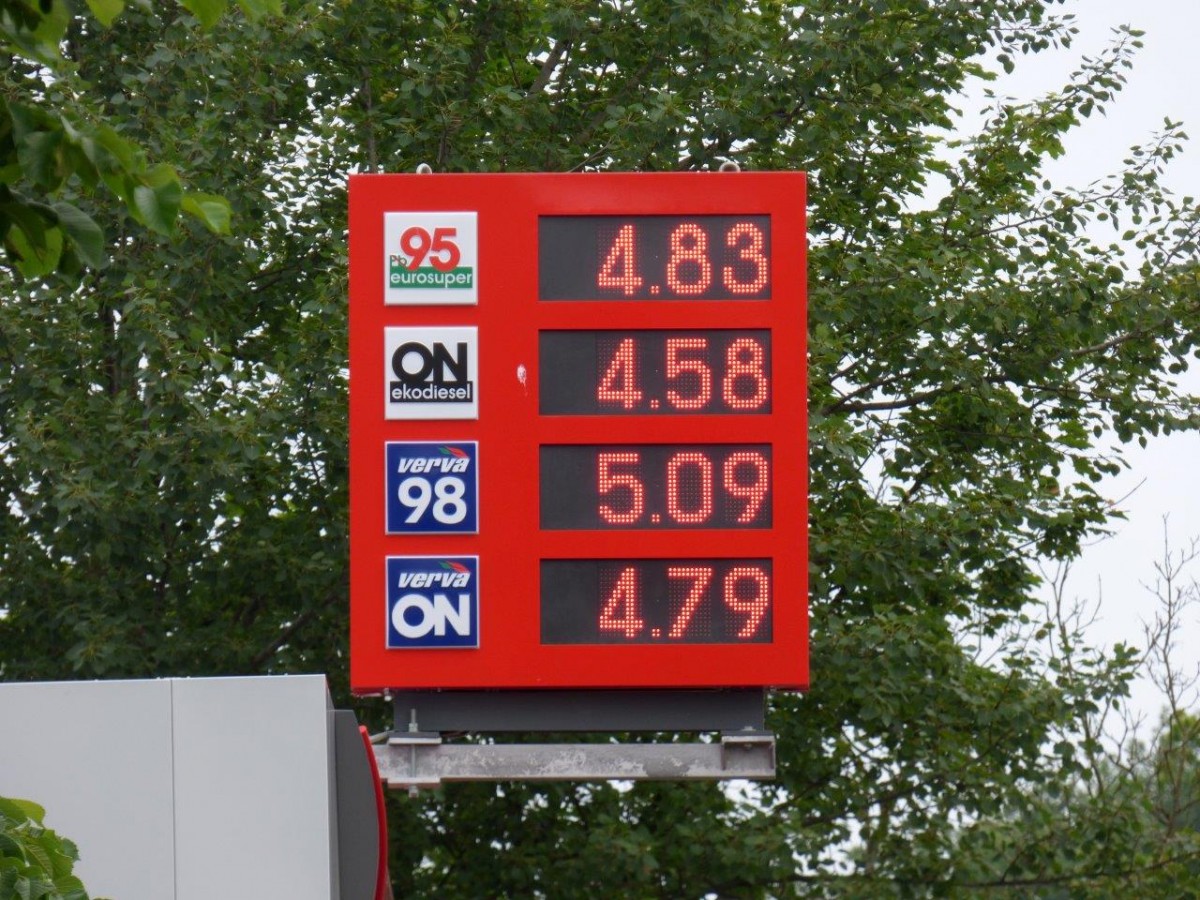 Pb 95 4.83
eurosuper
ON 4.58
ekodiesel
verva 5.09
98
verva 4.79
ON